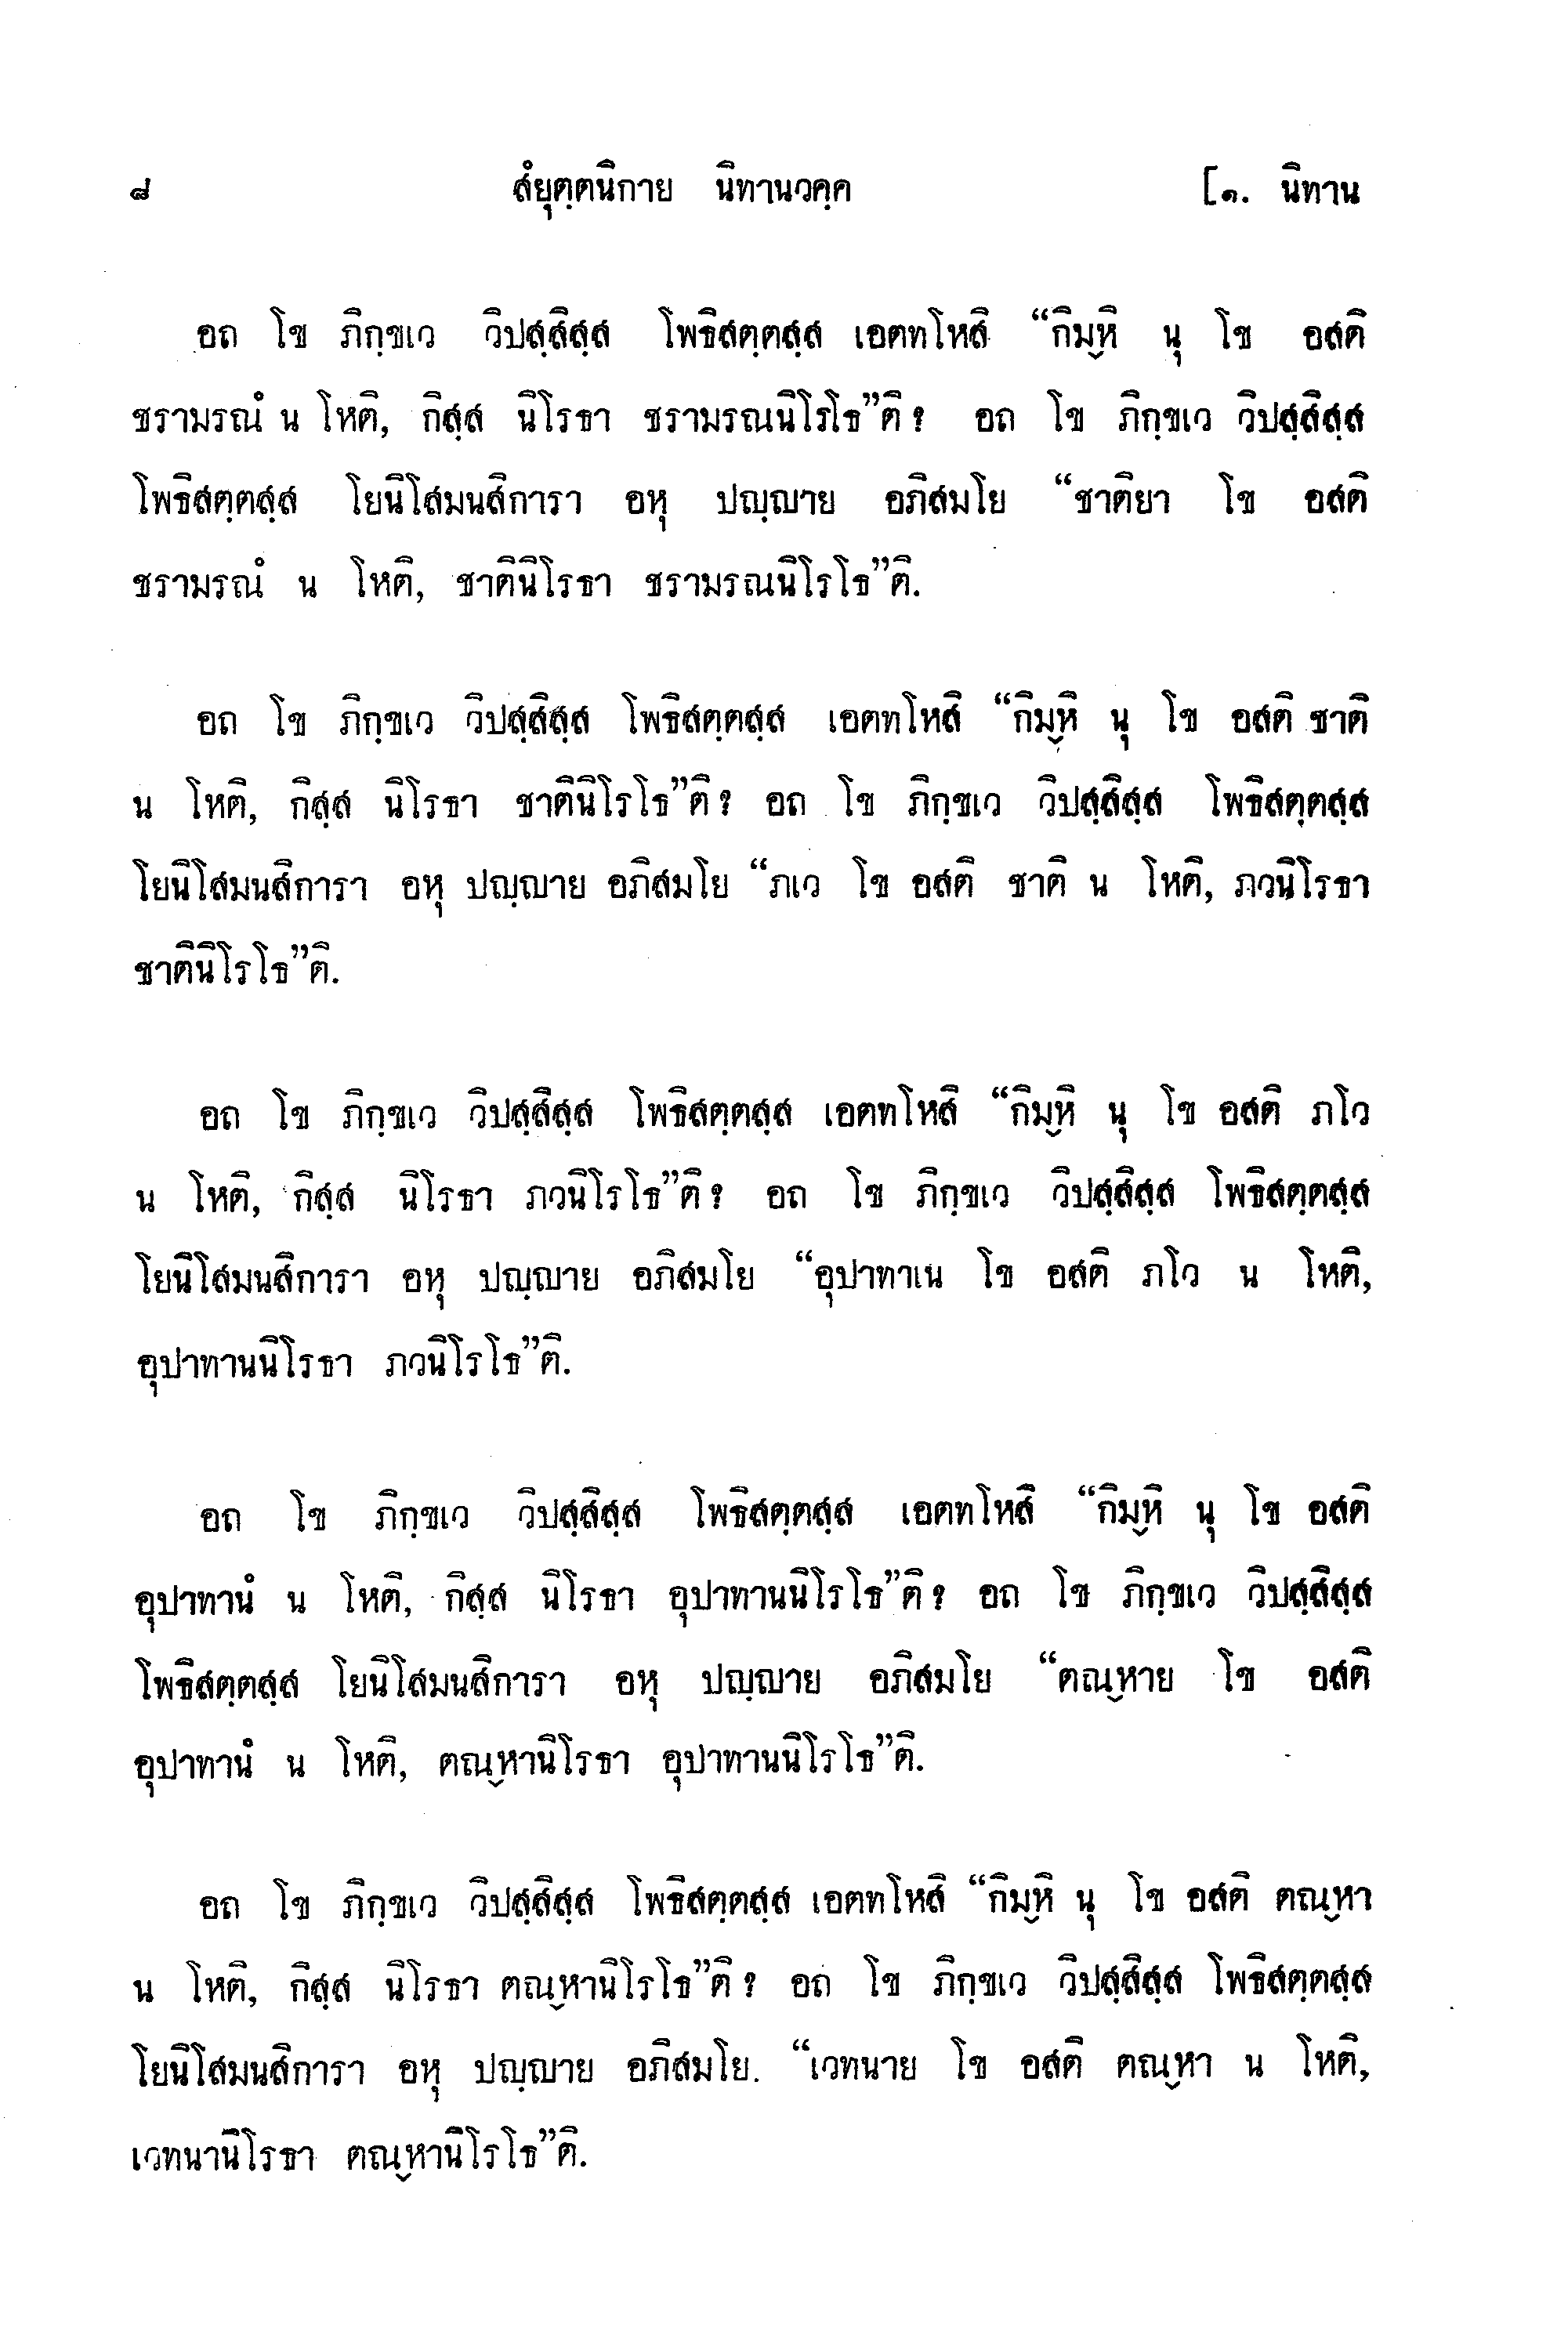 ๘ สํยุตฺตนิกาย นิทานวคฺค [๑. นิทาน
อถ โข ภิกฺขเว วิปสฺสิสฺส โพธิสตฺตสฺส เอตทโหสิ “กิมฺหิ นุ โข อสติ
ชรามรณํ น โหติ, กิสฺส นิโรธา ชรามรณนิโรโธ”ติ? อถ โข ภิกฺขเว วิปสฺสิสฺส
โพธิสตฺตสฺส โยนิโสมนสิการา อหุ ปญฺญาย อภิสมโย “ชาติยา โข อสติ
ชรามรณํ น โหติ, ชาตินิโรธา ชรามรณนิโรโธ”ติ.
อถ โข ภิกฺขเว วิปสฺสิสฺส โพธิสตฺตสฺส เอตทโหสิ “กิมฺหิ นุ โข อสติ ชาติ
น โหติ, กิสฺส นิโรธา ชาตินิโรโธ”ติ? อถ โข ภิกฺขเว วิปสฺสิสฺส โพธิสตฺตสฺส
โยนิโสมนสิการา อหุ ปญฺญาย อภิสมโย “ภเว โข อสติ ชาติ น โหติ, ภวนิโรธา
ชาตินิโรโธ”ติ.
อถ โข ภิกฺขเว วิปสฺสิสฺส โพธิสตฺตสฺส เอตทโหสิ “กิมฺหิ นุ โข อสติ ภโว
น โหติ, กิสฺส นิโรธา ภวนิโรโธ”ติ? อถ โข ภิกฺขเว วิปสฺสิสฺส โพธิสตฺตสฺส
โยนิโสมนสิการา อหุ ปญฺญาย อภิสมโย “อุปาทาเน โข อสติ ภโว น โหติ,
อุปาทานนิโรธา ภวนิโรโธ”ติ.
อถ โข ภิกฺขเว วิปสฺสิสฺส โพธิสตฺตสฺส เอตทโหสิ “กิมฺหิ นุ โข อสติ
อุปาทานํ น โหติ, กิสฺส นิโรธา อุปาทานนิโรโธ”ติ? อถ โข ภิกฺขเว วิปสฺสิสฺส
โพธิสตฺตสฺส โยนิโสมนสิการา อหุ ปญฺญาย อภิสมโย “ตณฺหาย โข อสติ
อุปาทานํ น โหติ, ตณฺหานิโรธา อุปาทานนิโรโธ”ติ.
อถ โข ภิกฺขเว วิปสฺสิสฺส โพธิสตฺตสฺส เอตทโหสิ “กิมฺหิ นุ โข อสติ ตณฺหา
น โหติ, กิสฺส นิโรธา ตณฺหานิโรโธ”ติ? อถ โข ภิกฺขเว วิปสฺสิสฺส โพธิสตฺตสฺส
โยนิโสมนสิการา อหุ ปญฺญาย อภิสมโย. “เวทนาย โข อสติ ตณฺหา น โหติ,
เวทนานิโรธา ตณฺหานิโรโธ”ติ.